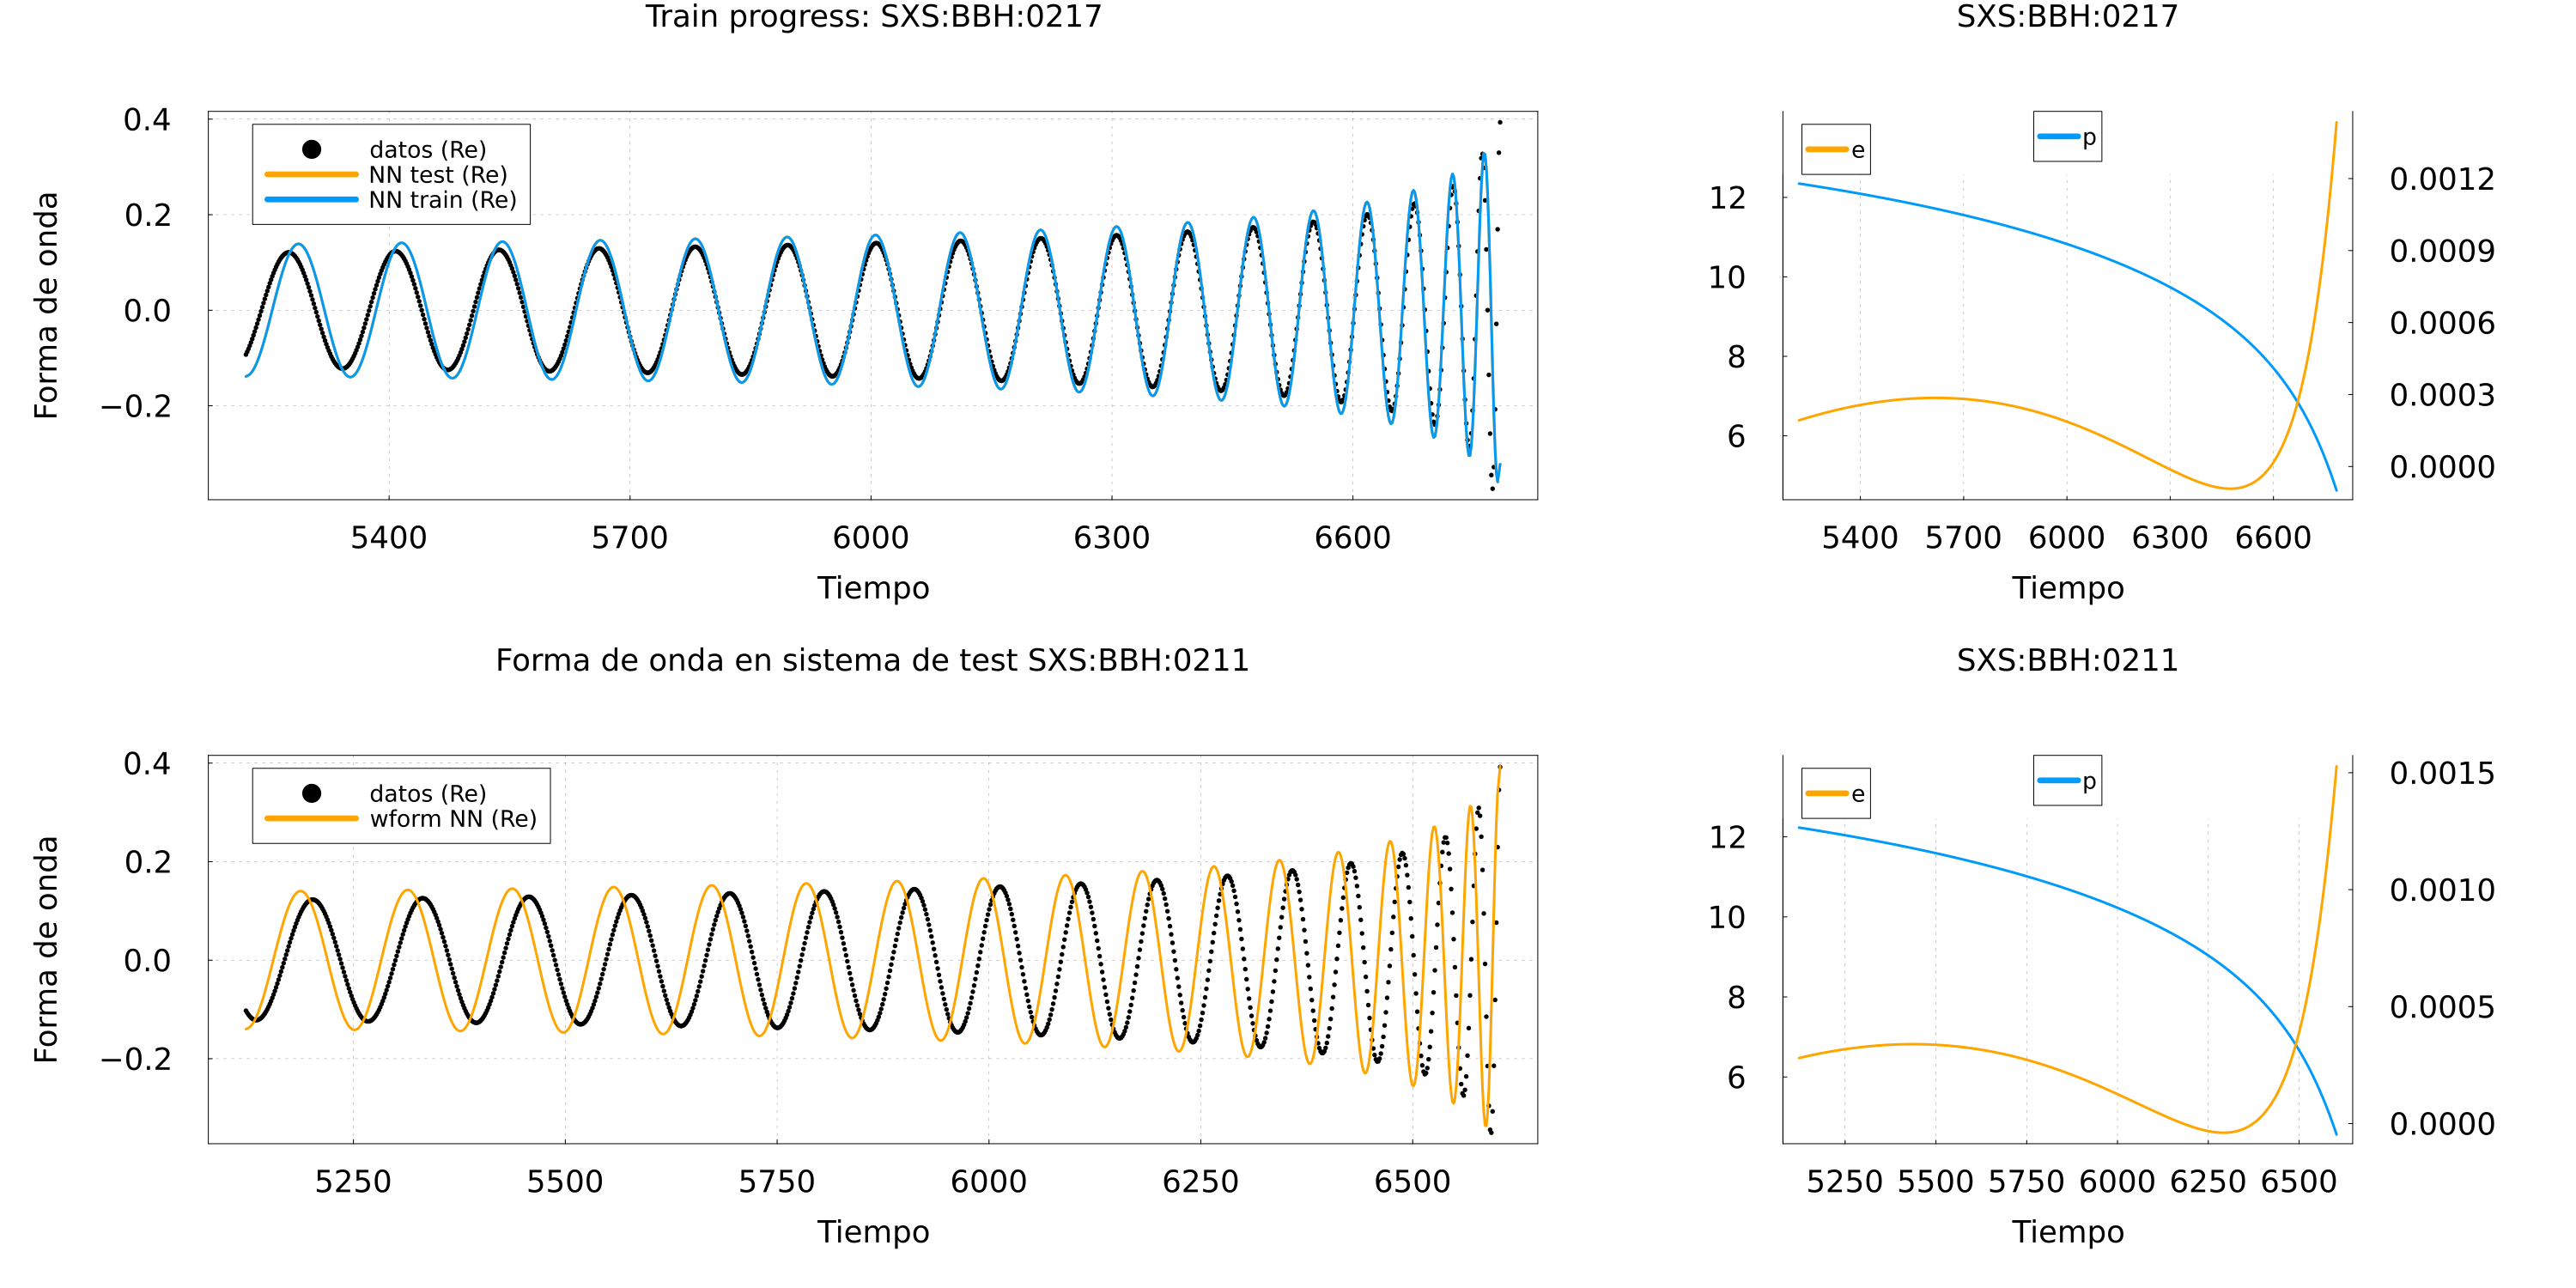 Train progress: SXS:BBH:0217
Forma de onda
0.4
0.2
0.0
−0.2
datos (Re)
NN test (Re)
NN train (Re)
5400 5700 6000 6300 6600
Tiempo
SXS:BBH:0217
12
10
8
6
e
p
0.0012
0.0009
0.0006
0.0003
0.0000
5400 5700 6000 6300 6600
Tiempo
Forma de onda en sistema de test SXS:BBH:0211
Forma de onda
0.4
0.2
0.0
−0.2
datos (Re)
wform NN (Re)
5250 5500 5750 6000 6250 6500
Tiempo
SXS:BBH:0211
12
10
8
6
e
p
0.0015
0.0010
0.0005
0.0000
5250 5500 5750 6000 6250 6500
Tiempo